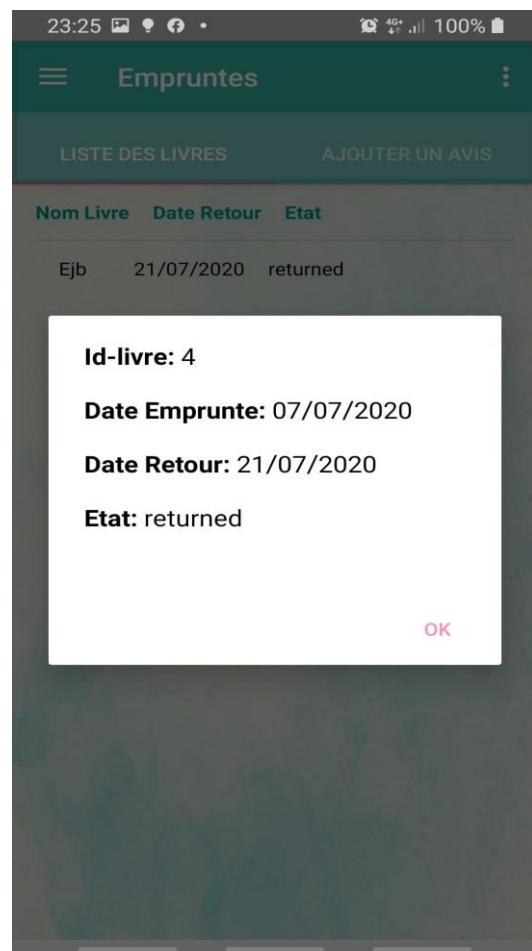 23:25 4G+ 100%
Empruntes
LISTE DES LIVRES AJOUTER UN AVIS
Nom Livre Date Retour Etat
Ejb 21/07/2020 returned
Id-livre: 4
Date Emprunte: 07/07/2020
Date Retour: 21/07/2020
Etat: returned
OK